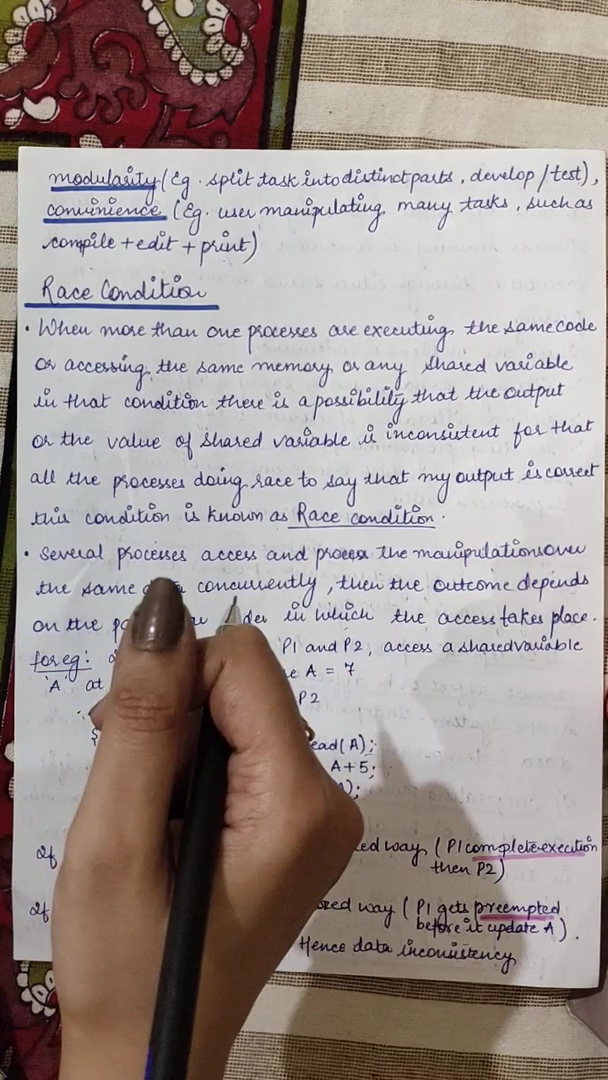 modularity (Eg. split task into distinct parts, develop / test),
convinience (Eg. user manipulating many tasks, such as
compile + edit + print)
Race Condition
• When more than one processes are executing the same code
or accessing the same memory or any shared variable
in that condition there is a possibility that the output
or the value of shared variable is inconsistent for that
all the processes doing race to say that my output is correct
this condition is known as Race condition.
• Several processes access and process the manipulations over
the same concurrently, then the outcome depends
on the in which the access takes place.
for eg: P1 and P2, access a shared variable
'A' at A = 7
P2
A+5;
If way (P1 complete execution
then P2)
If way (P1 gets preempted
before it update A).
Hence data inconsistency